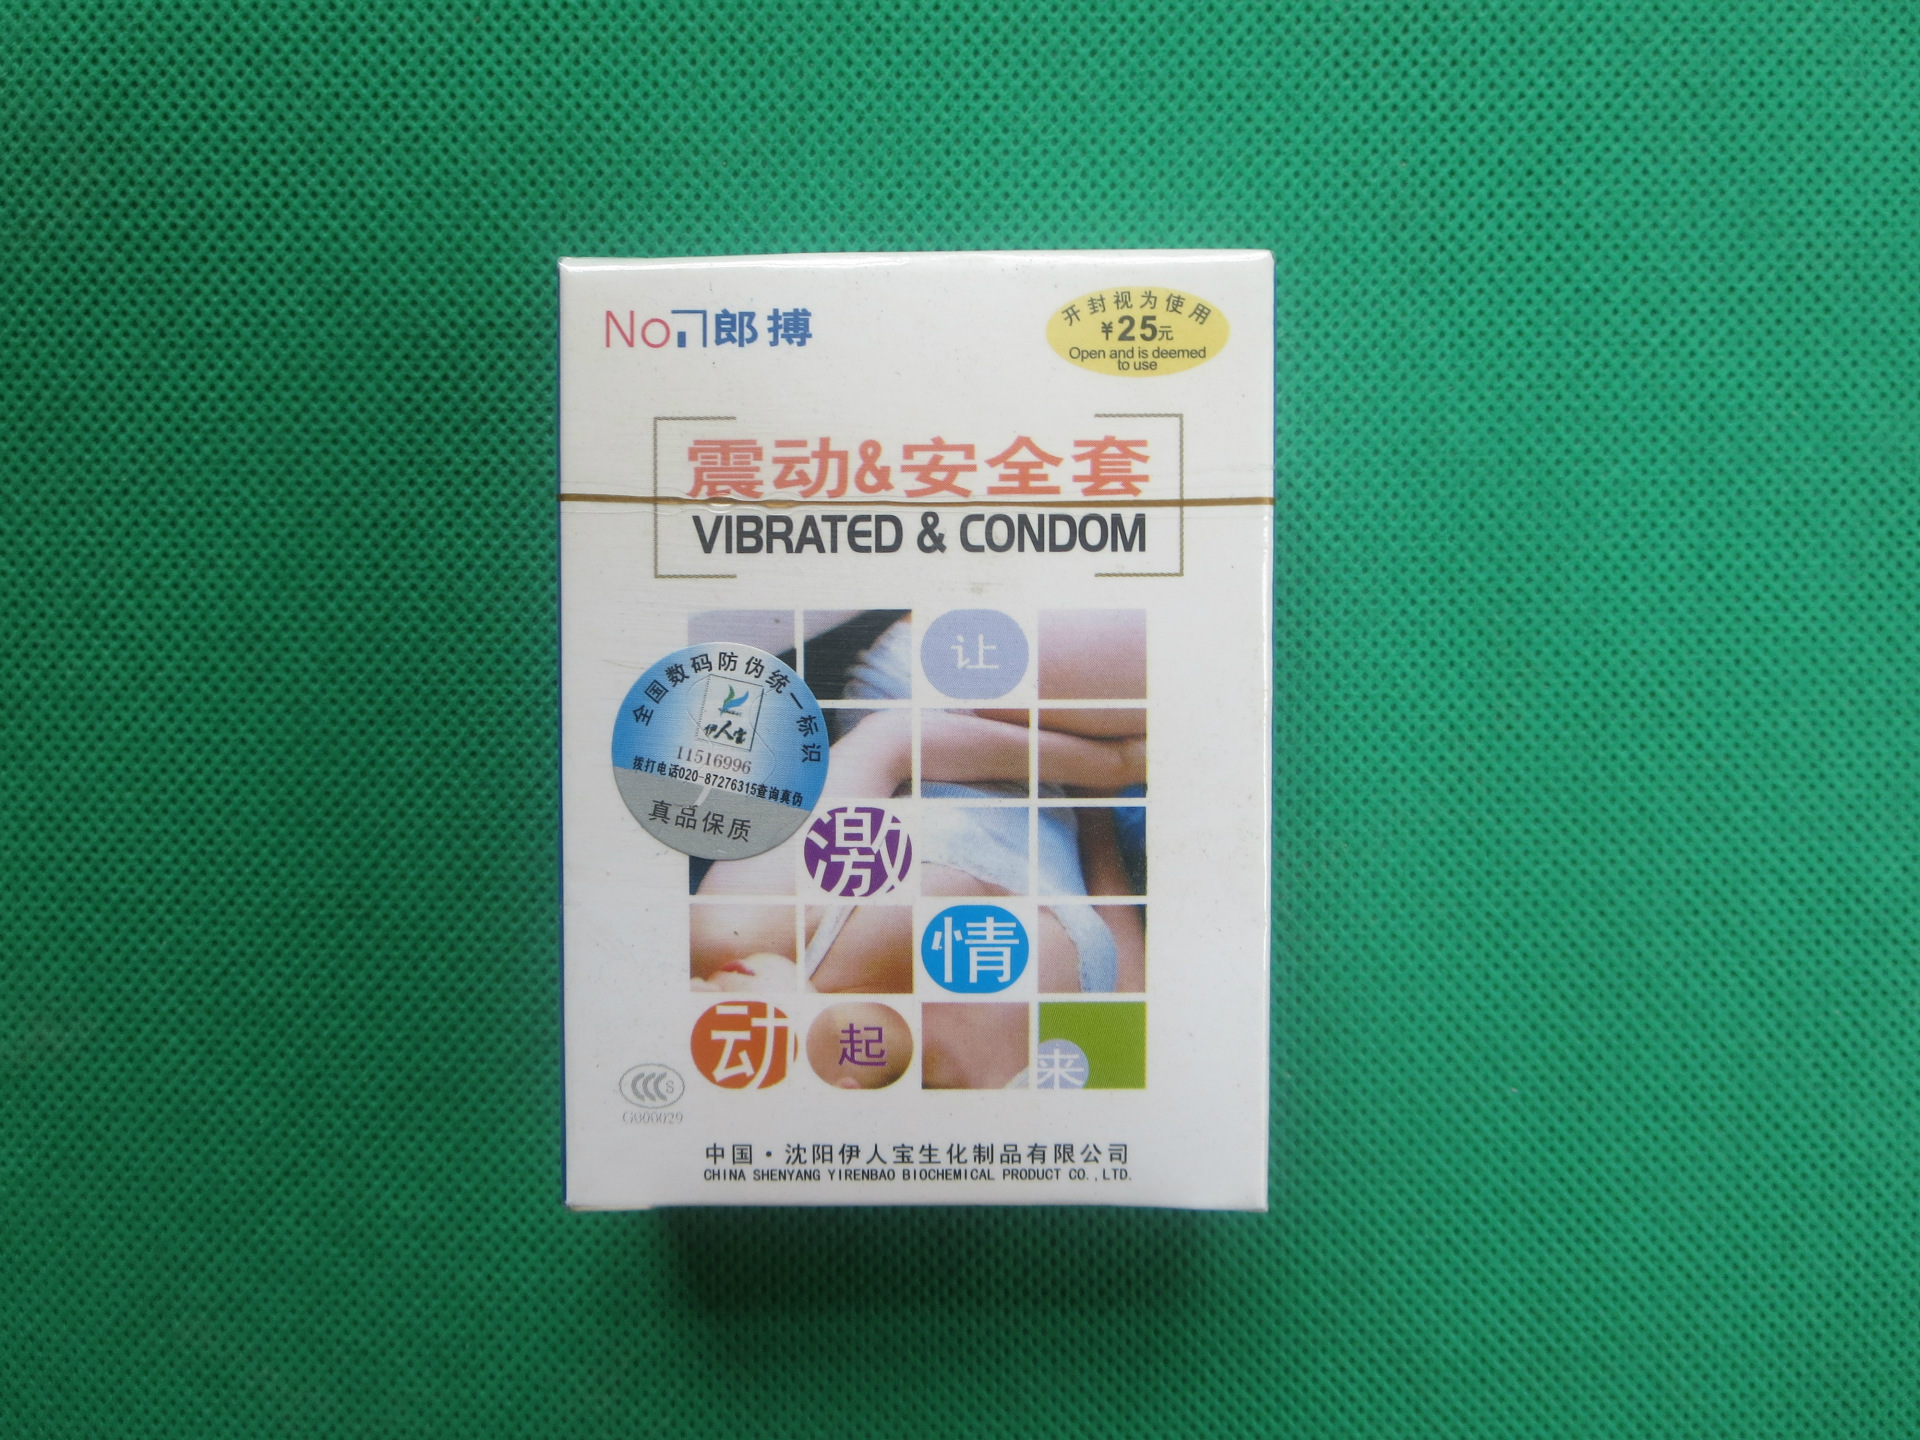 No 郎搏
开封视为使用
¥25元
Open and is deemed
to use
震动&安全套
VIBRATED & CONDOM
让
全国数码防伪统一标识
伊人宝
11516996
拨打电话020-87276315查询真伪
真品保质
激
情
动 起 来
CCC S
G000029
中国·沈阳伊人宝生化制品有限公司
CHINA SHENYANG YIRENBAO BIOCHEMICAL PRODUCT CO.,LTD.